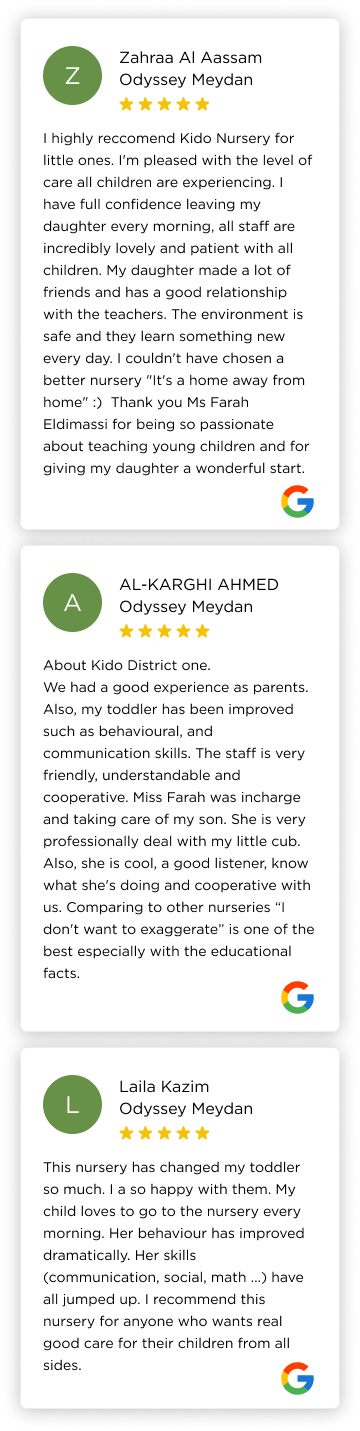 Z
Zahraa Al Aassam
Odyssey Meydan
I highly reccomend Kido Nursery for
little ones. I'm pleased with the level of
care all children are experiencing. I
have full confidence leaving my
daughter every morning, all staff are
incredibly lovely and patient with all
children. My daughter made a lot of
friends and has a good relationship
with the teachers. The environment is
safe and they learn something new
every day. I couldn't have chosen a
better nursery "It's a home away from
home" :)  Thank you Ms Farah
Eldimassi for being so passionate
about teaching young children and for
giving my daughter a wonderful start.
G
A
AL-KARGHI AHMED
Odyssey Meydan
About Kido District one.
We had a good experience as parents.
Also, my toddler has been improved
such as behavioural, and
communication skills. The staff is very
friendly, understandable and
cooperative. Miss Farah was incharge
and taking care of my son. She is very
professionally deal with my little cub.
Also, she is cool, a good listener, know
what she's doing and cooperative with
us. Comparing to other nurseries “I
don't want to exaggerate” is one of the
best especially with the educational
facts.
G
L
Laila Kazim
Odyssey Meydan
This nursery has changed my toddler
so much. I a so happy with them. My
child loves to go to the nursery every
morning. Her behaviour has improved
dramatically. Her skills
(communication, social, math ...) have
all jumped up. I recommend this
nursery for anyone who wants real
good care for their children from all
sides.
G